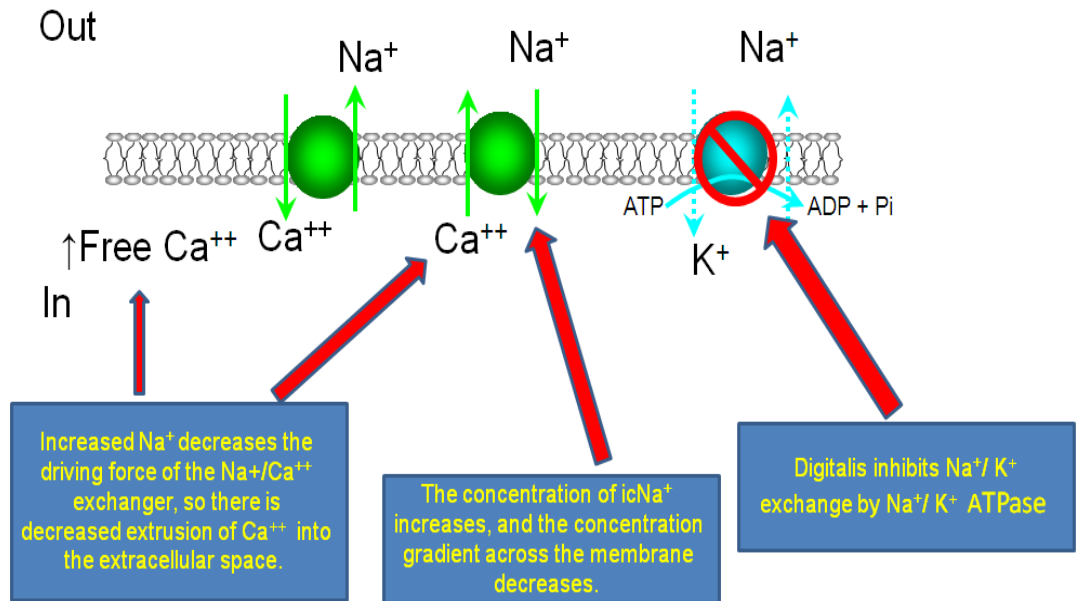 Out
Na⁺
Na⁺
Na⁺
ATP
ADP + Pi
↑Free Ca⁺⁺
Ca⁺⁺
Ca⁺⁺
K⁺
In
Increased Na⁺ decreases the
driving force of the Na+/Ca⁺⁺
exchanger, so there is
decreased extrusion of Ca⁺⁺ into
the extracellular space.
The concentration of icNa⁺
increases, and the concentration
gradient across the membrane
decreases.
Digitalis inhibits Na⁺/ K⁺
exchange by Na⁺/ K⁺ ATPase